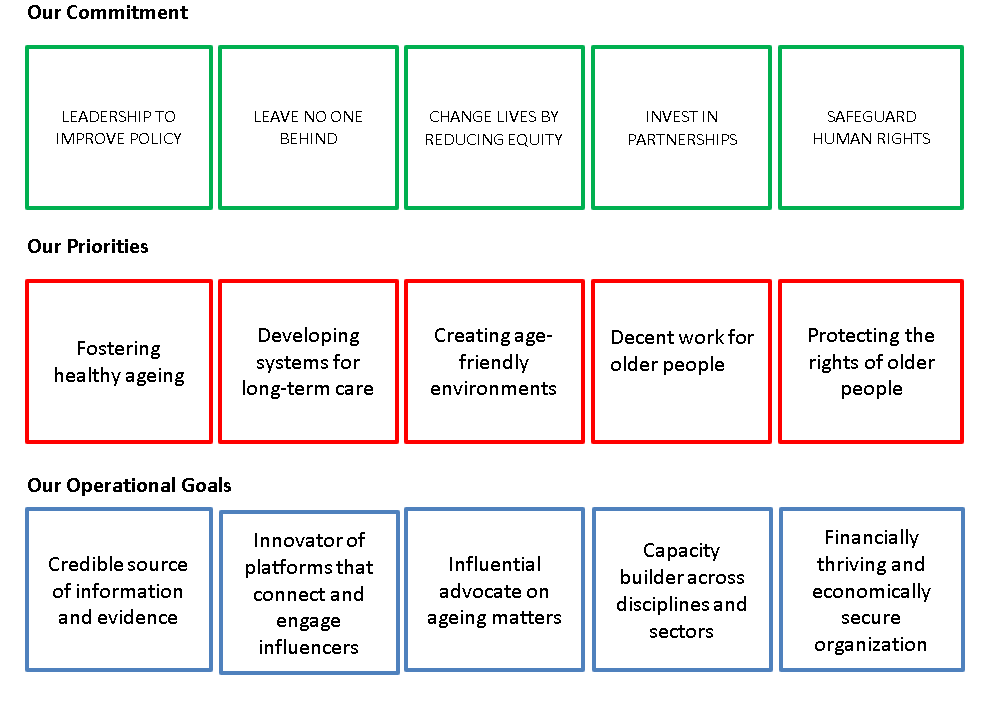 Our Commitment
LEADERSHIP TO
IMPROVE POLICY
LEAVE NO ONE
BEHIND
CHANGE LIVES BY
REDUCING EQUITY
INVEST IN
PARTNERSHIPS
SAFEGUARD
HUMAN RIGHTS
Our Priorities
Fostering
healthy ageing
Developing
systems for
long-term care
Creating age-
friendly
environments
Decent work for
older people
Protecting the
rights of older
people
Our Operational Goals
Credible source
of information
and evidence
Innovator of
platforms that
connect and
engage
influencers
Influential
advocate on
ageing matters
Capacity
builder across
disciplines and
sectors
Financially
thriving and
economically
secure
organization